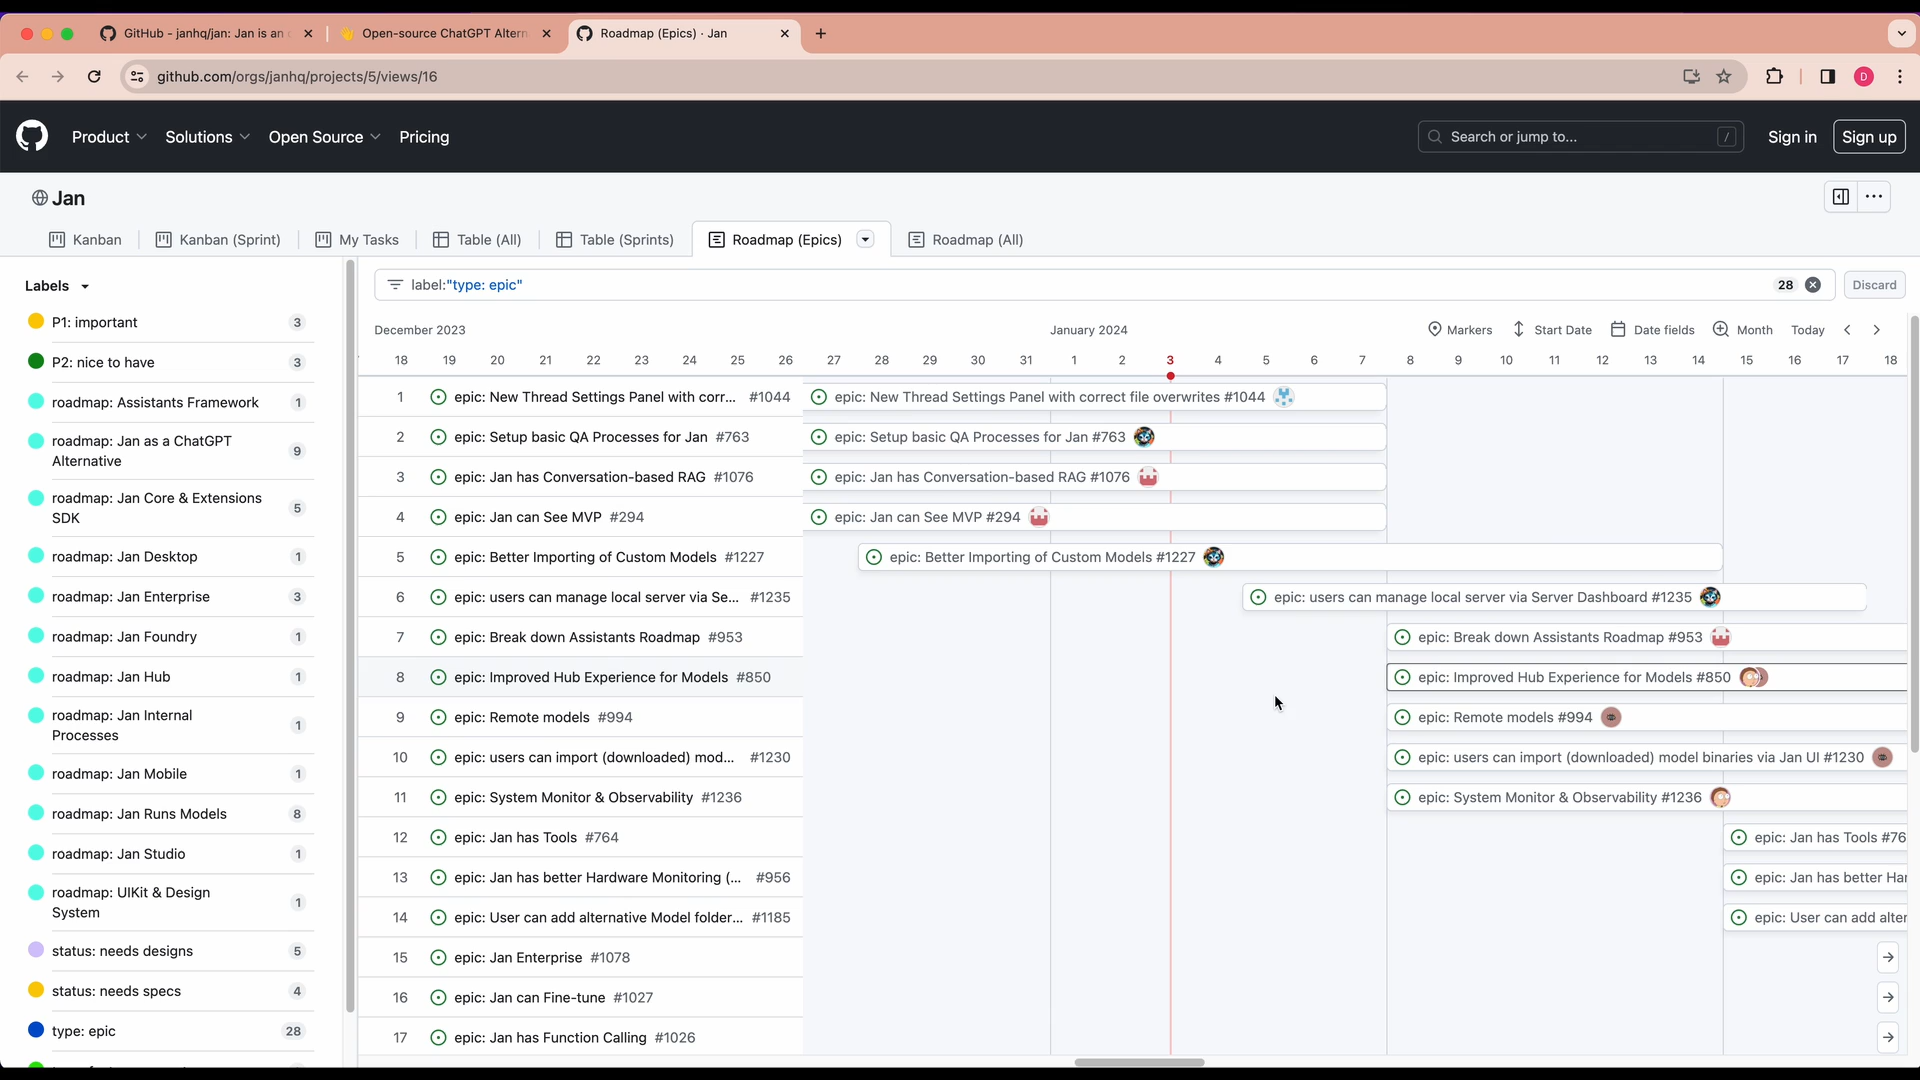 GitHub - janhq/jan: Jan is an
Open-source ChatGPT Altern
Roadmap (Epics) · Jan
github.com/orgs/janhq/projects/5/views/16
D
Product
Solutions
Open Source
Pricing
Search or jump to...
/
Sign in
Sign up
Jan
Kanban
Kanban (Sprint)
My Tasks
Table (All)
Table (Sprints)
Roadmap (Epics)
Roadmap (All)
Labels
P1: important 3
P2: nice to have 3
roadmap: Assistants Framework 1
roadmap: Jan as a ChatGPT
Alternative
9
roadmap: Jan Core & Extensions
SDK
5
roadmap: Jan Desktop 1
roadmap: Jan Enterprise 3
roadmap: Jan Foundry 1
roadmap: Jan Hub 1
roadmap: Jan Internal
Processes
1
roadmap: Jan Mobile 1
roadmap: Jan Runs Models 8
roadmap: Jan Studio 1
roadmap: UIKit & Design
System
1
status: needs designs 5
status: needs specs 4
type: epic 28
label:"type: epic"
28
Discard
December 2023
January 2024
Markers
Start Date
Date fields
Month
Today
18 19 20 21 22 23 24 25 26 27 28 29 30 31 1 2 3 4 5 6 7 8 9 10 11 12 13 14 15 16 17 18
1 epic: New Thread Settings Panel with corr... #1044
epic: New Thread Settings Panel with correct file overwrites #1044
2 epic: Setup basic QA Processes for Jan #763
epic: Setup basic QA Processes for Jan #763
3 epic: Jan has Conversation-based RAG #1076
epic: Jan has Conversation-based RAG #1076
4 epic: Jan can See MVP #294
epic: Jan can See MVP #294
5 epic: Better Importing of Custom Models #1227
epic: Better Importing of Custom Models #1227
6 epic: users can manage local server via Se... #1235
epic: users can manage local server via Server Dashboard #1235
7 epic: Break down Assistants Roadmap #953
epic: Break down Assistants Roadmap #953
8 epic: Improved Hub Experience for Models #850
epic: Improved Hub Experience for Models #850
9 epic: Remote models #994
epic: Remote models #994
10 epic: users can import (downloaded) mod... #1230
epic: users can import (downloaded) model binaries via Jan UI #1230
11 epic: System Monitor & Observability #1236
epic: System Monitor & Observability #1236
12 epic: Jan has Tools #764
epic: Jan has Tools #76
13 epic: Jan has better Hardware Monitoring (... #956
epic: Jan has better Har
14 epic: User can add alternative Model folder... #1185
epic: User can add alter
15 epic: Jan Enterprise #1078
16 epic: Jan can Fine-tune #1027
17 epic: Jan has Function Calling #1026